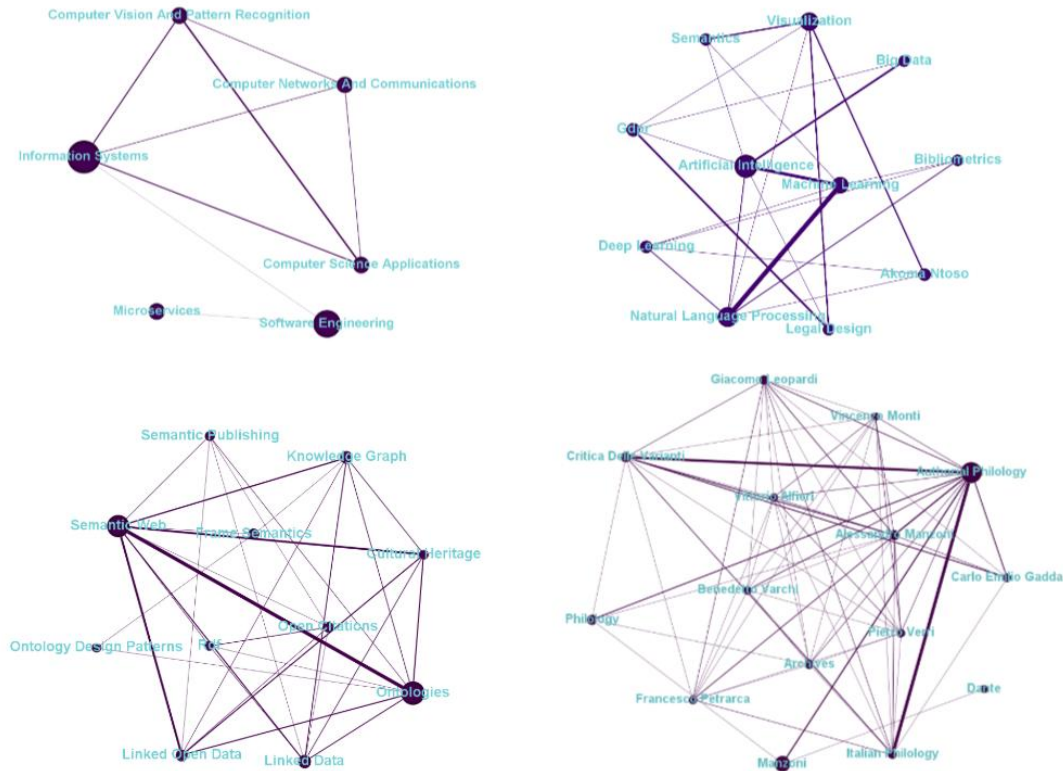 Computer Vision And Pattern Recognition
Computer Networks And Communications
Information Systems
Computer Science Applications
Microservices
Software Engineering
Visualization
Semantics
Big Data
Gdpr
Artificial Intelligence
Bibliometrics
Machine Learning
Deep Learning
Akoma Ntoso
Natural Language Processing
Legal Design
Semantic Publishing
Knowledge Graph
Semantic Web
Frame Semantics
Cultural Heritage
Open Citations
Ontology Design Patterns
Rdf
Ontologies
Linked Open Data
Linked Data
Giacomo Leopardi
Vincenzo Monti
Critica Delle Varianti
Authorial Philology
Vittorio Alfieri
Alessandro Manzoni
Carlo Emilio Gadda
Benedetto Varchi
Philology
Pietro Verri
Archives
Francesco Petrarca
Dante
Italian Philology
Manzoni